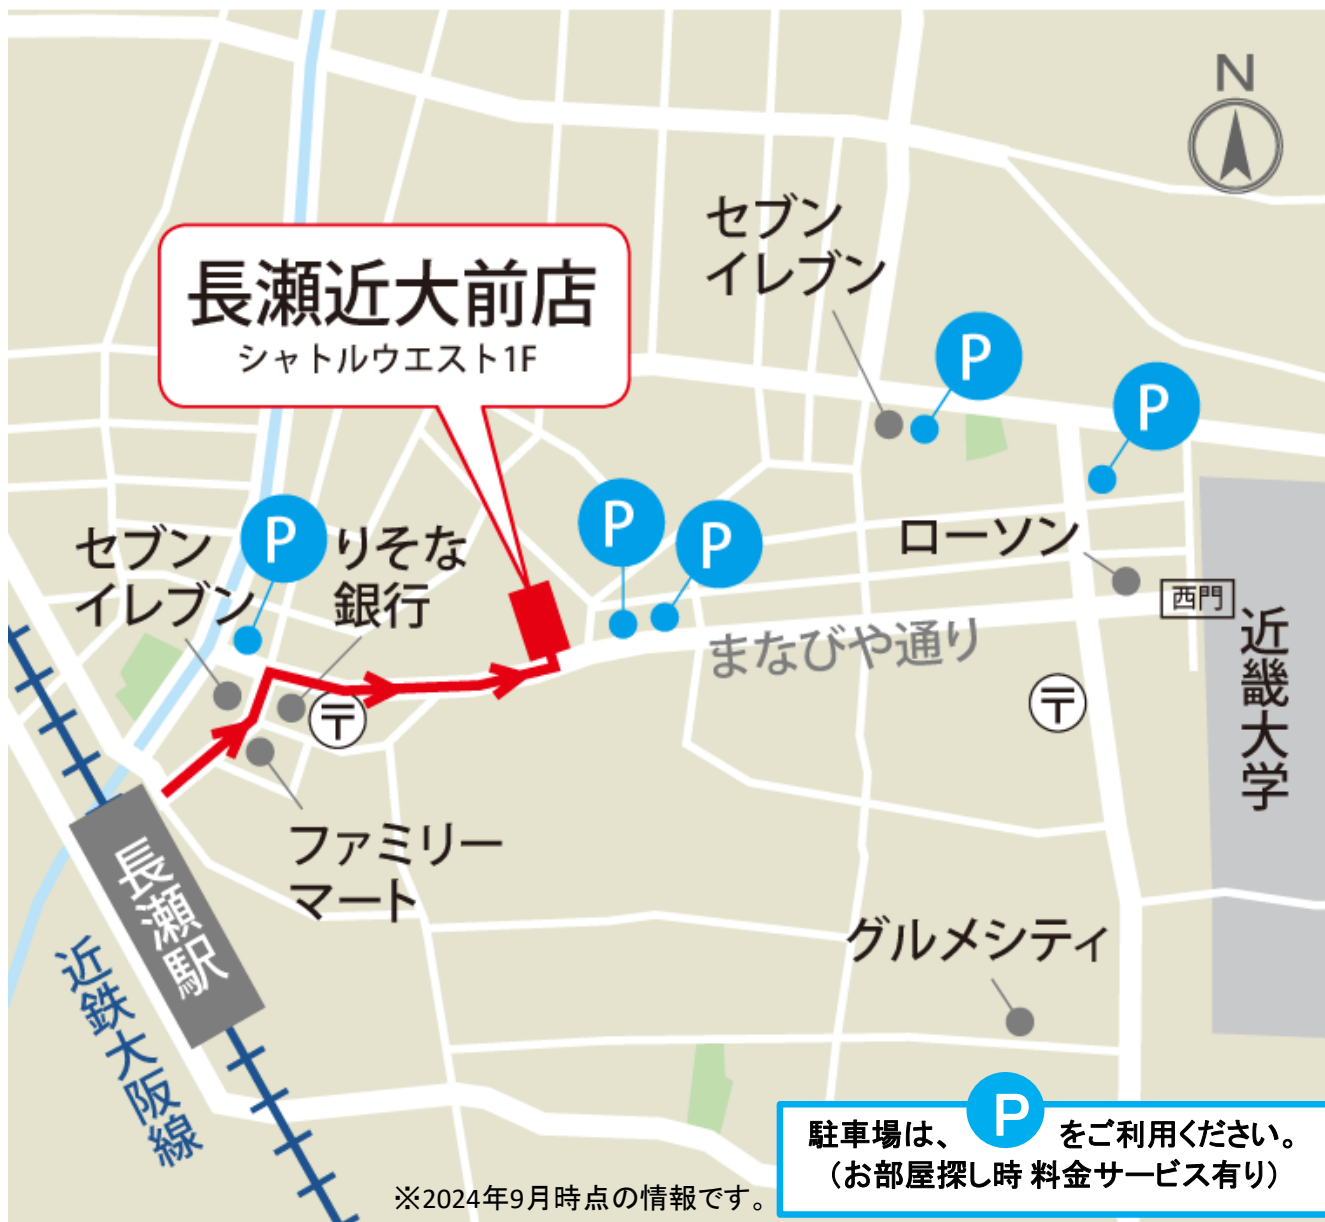 N
セブン
イレブン
長瀬近大前店
シャトルウエスト1F
P
P
P
P
P
セブン
イレブン
りそな
銀行
ローソン
西門
まなびや通り
近畿大学
〒
〒
ファミリー
マート
長瀬駅
近鉄大阪線
グルメシティ
駐車場は、 P をご利用ください。
（お部屋探し時 料金サービス有り）
※2024年9月時点の情報です。